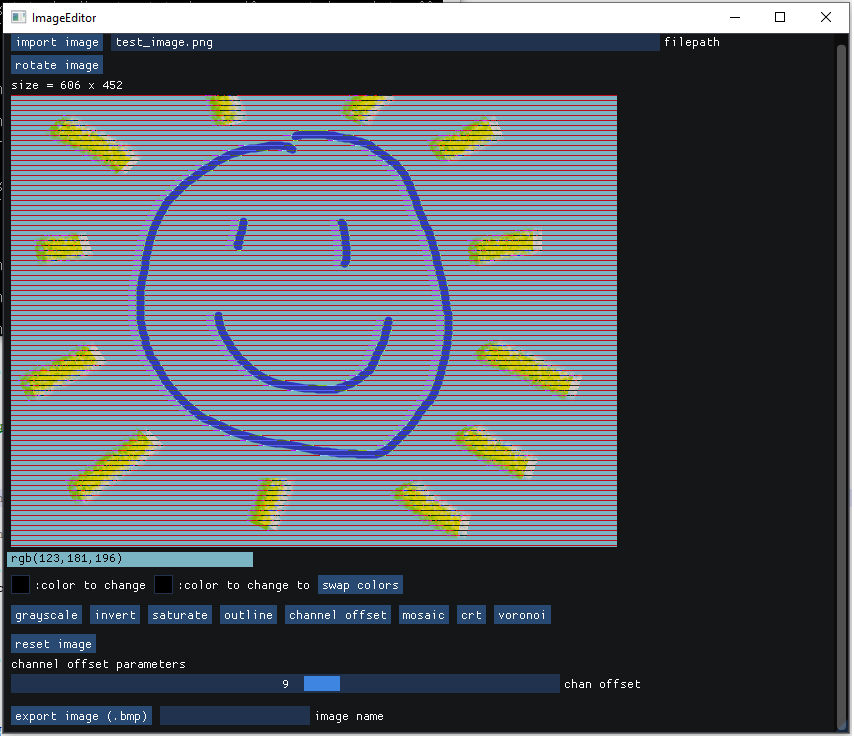 ImageEditor
import image test_image.png filepath
rotate image
size = 606 x 452
rgb(123,181,196)
:color to change :color to change to swap colors
grayscale invert saturate outline channel offset mosaic crt voronoi
reset image
channel offset parameters
9 chan offset
export image (.bmp) image name